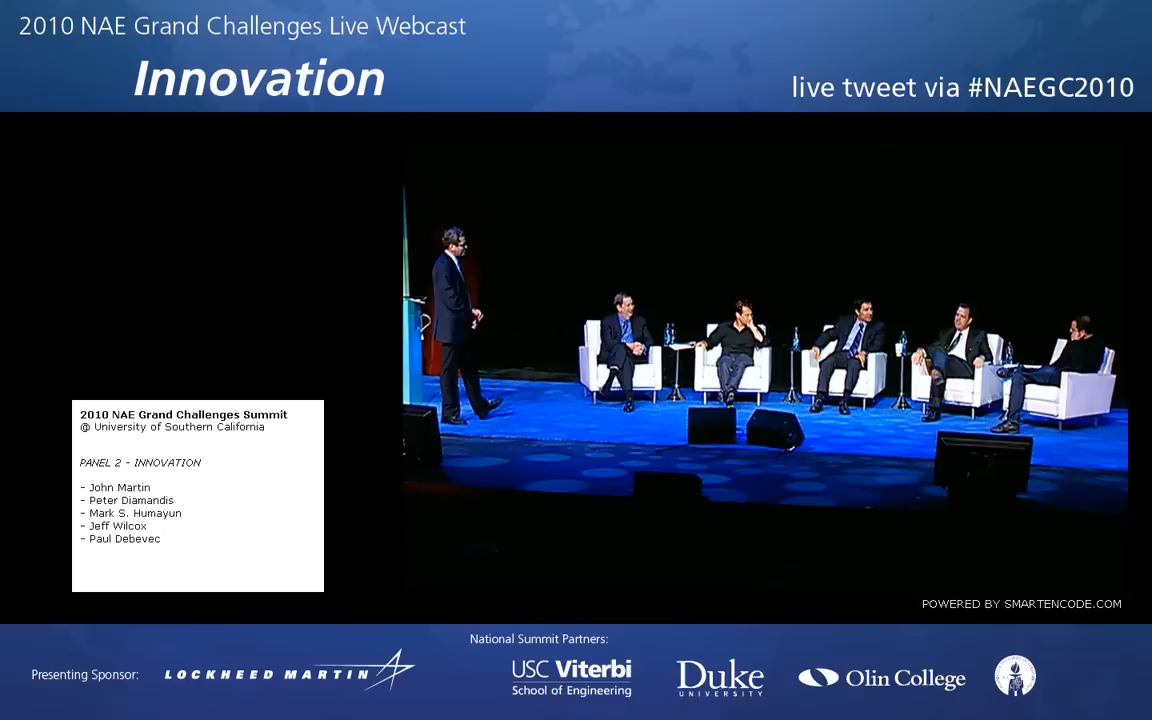 2010 NAE Grand Challenges Live Webcast
Innovation
live tweet via #NAEGC2010
2010 NAE Grand Challenges Summit
@ University of Southern California
PANEL 2 - INNOVATION
- John Martin
- Peter Diamandis
- Mark S. Humayun
- Jeff Wilcox
- Paul Debevec
POWERED BY SMARTENCODE.COM
National Summit Partners:
Presenting Sponsor:
LOCKHEED MARTIN
USC Viterbi
School of Engineering
Duke
UNIVERSITY
Olin College